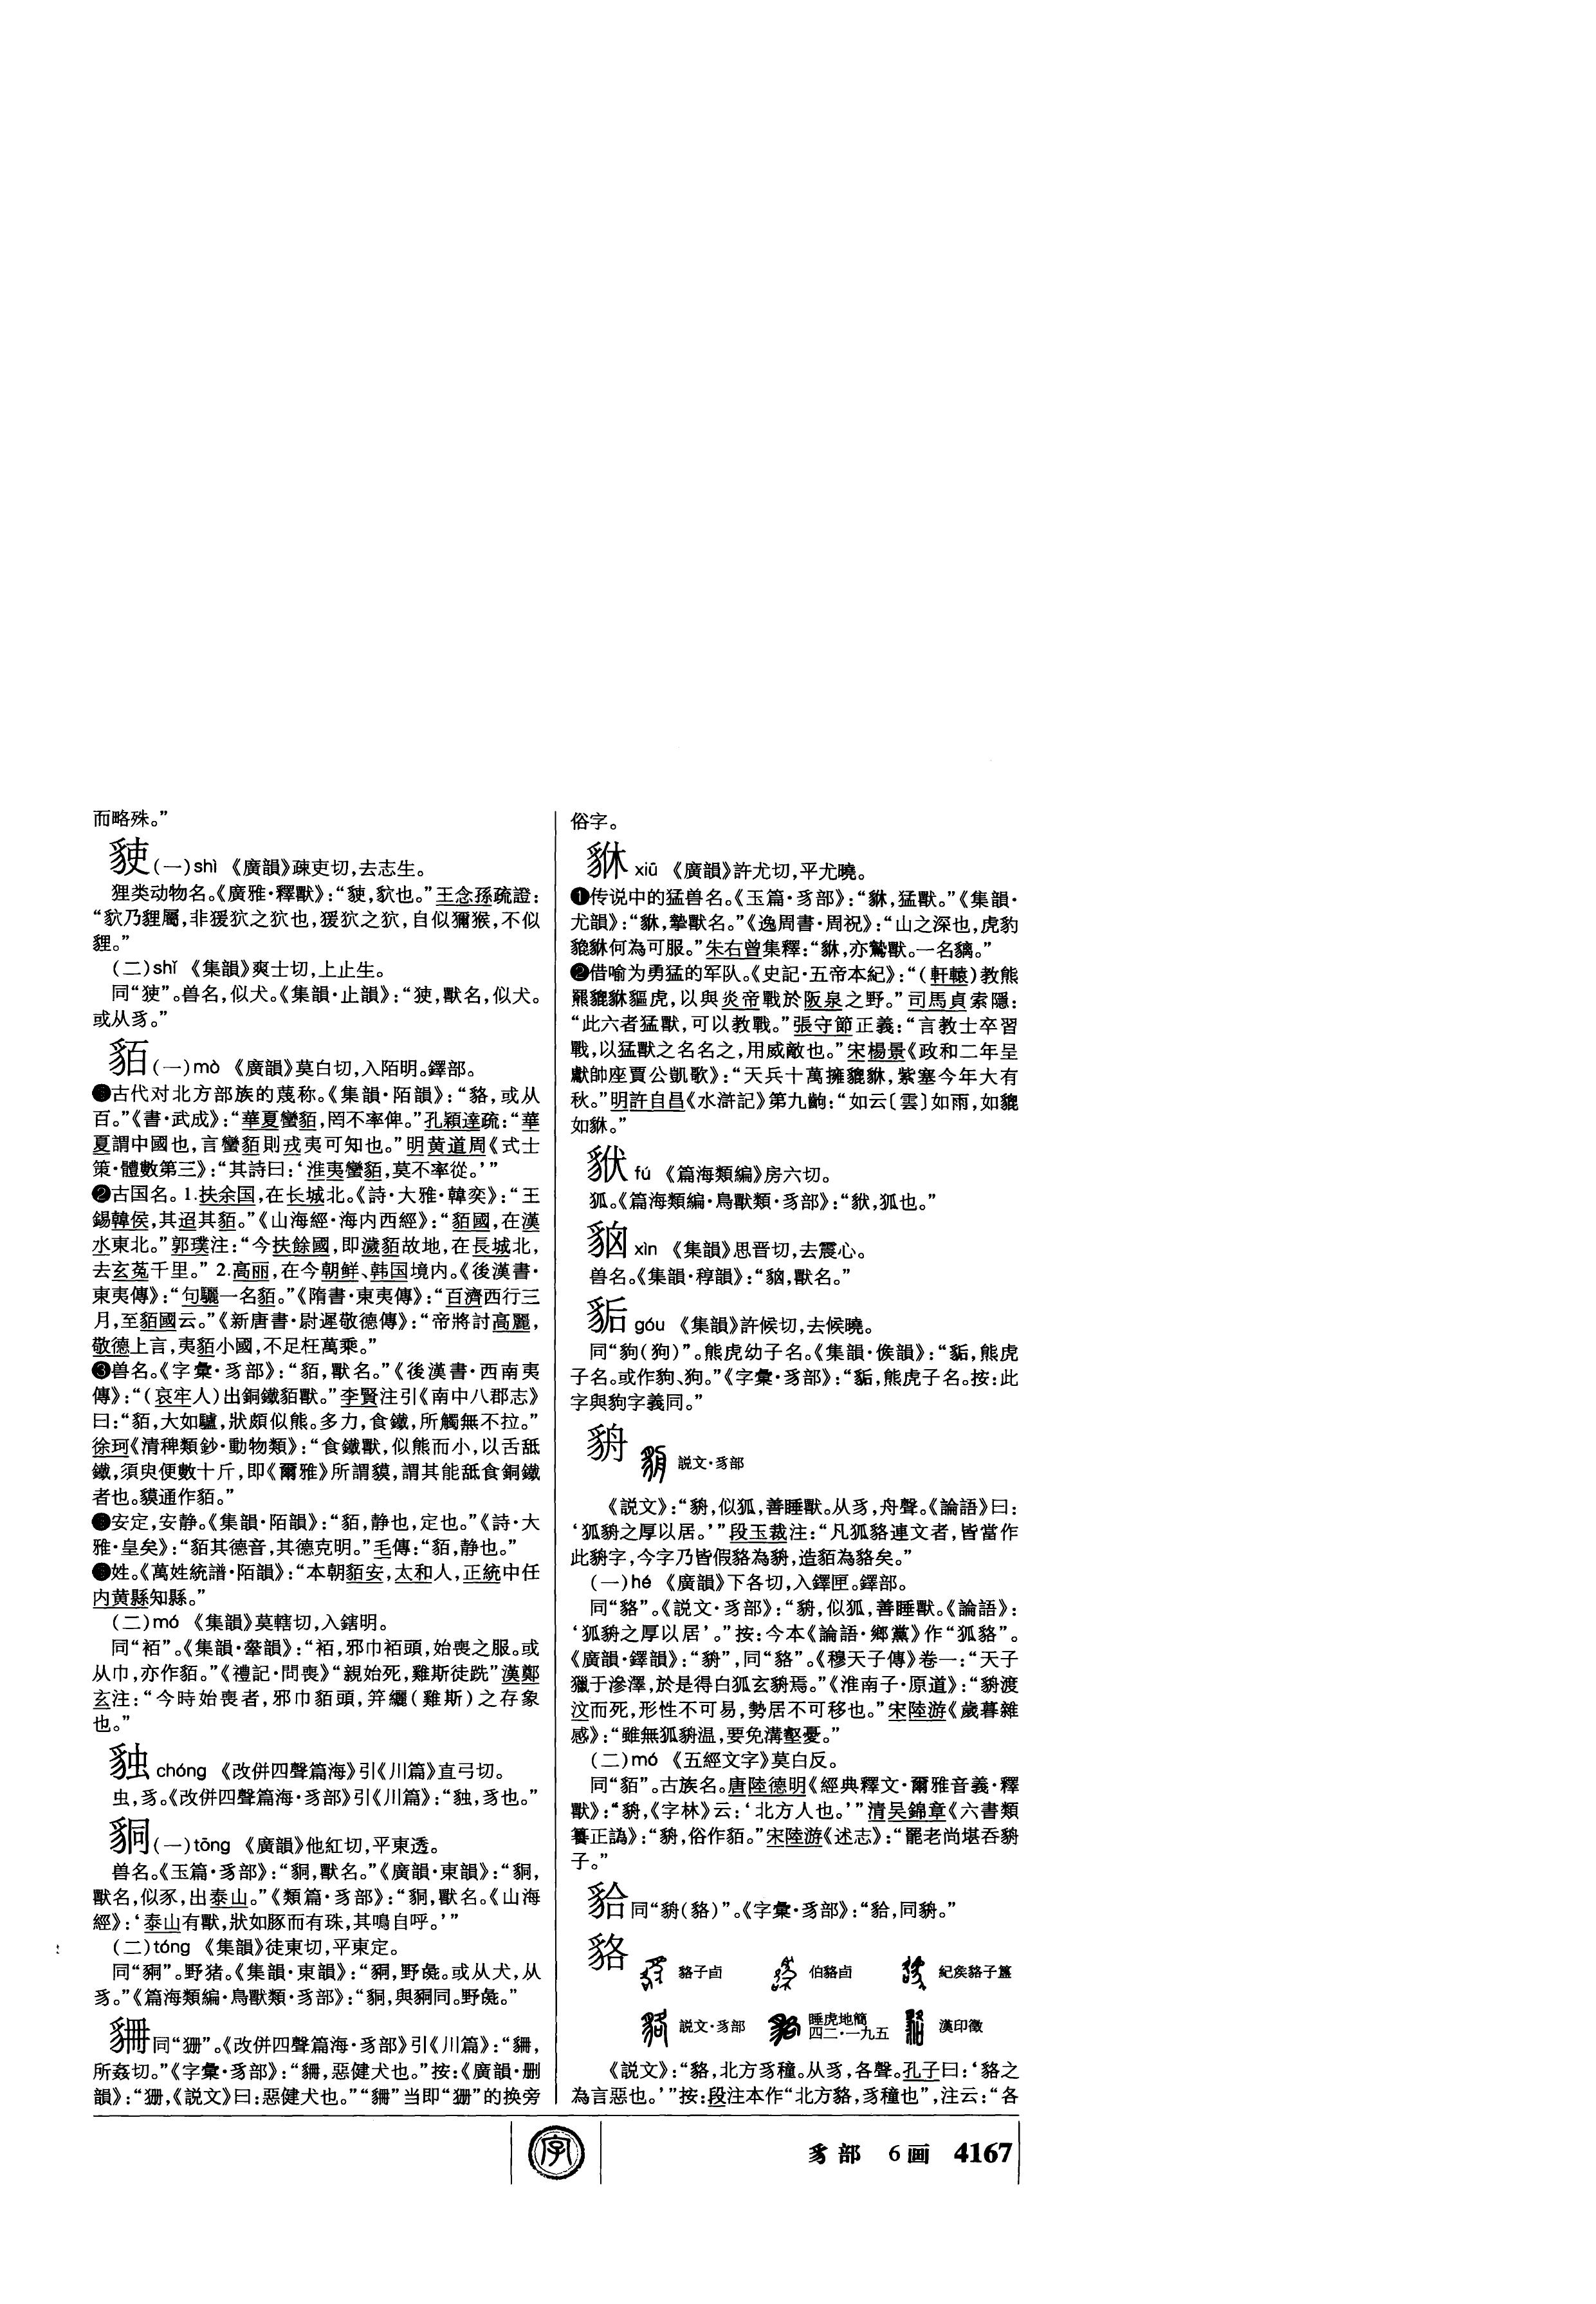 而略殊。”
䝄(一)shì 《廣韻》疎吏切,去志生。
狸类动物名。《廣雅·釋獸》:“䝄,貁也。”王念孫疏證:
“貁乃貍屬,非猨狖之狖也,猨狖之狖,自似獮猴,不似
貍。”
(二)shǐ 《集韻》爽士切,上止生。
同“㹬”。兽名,似犬。《集韻·止韻》:“㹬,獸名,似犬。
或从豸。”
貊(一)mò 《廣韻》莫白切,入陌明。鐸部。
古代对北方部族的蔑称。《集韻·陌韻》:“貉,或从
百。”《書·武成》:“華夏蠻貊,罔不率俾。”孔穎達疏:“華
夏謂中國也,言蠻貊則戎夷可知也。”明黄道周《式士
策·體數第三》:“其詩曰:‘淮夷蠻貊,莫不率從。’”
❷古国名。1.扶余国,在长城北。《詩·大雅·韓奕》:“王
錫韓侯,其追其貊。”《山海經·海内西經》:“貊國,在漢
水東北。”郭璞注:“今扶餘國,即濊貊故地,在長城北,
去玄菟千里。” 2.高丽,在今朝鲜、韩国境内。《後漢書·
東夷傳》:“句驪一名貊。”《隋書·東夷傳》:“百濟西行三
月,至貊國云。”《新唐書·尉遲敬德傳》:“帝將討高麗,
敬德上言,夷貊小國,不足枉萬乘。”
❸兽名。《字彙·豸部》:“貊,獸名。”《後漢書·西南夷
傳》:“(哀牢人)出銅鐵貊獸。”李賢注引《南中八郡志》
曰:“貊,大如驢,狀頗似熊。多力,食鐵,所觸無不拉。”
徐珂《清稗類鈔·動物類》:“食鐵獸,似熊而小,以舌舐
鐵,須臾便數十斤,即《爾雅》所謂貘,謂其能舐食銅鐵
者也。貘通作貊。”
安定,安静。《集韻·陌韻》:“貊,静也,定也。”《詩·大
雅·皇矣》:“貊其德音,其德克明。”毛傳:“貊,静也。”
姓。《萬姓統譜·陌韻》:“本朝貊安,太和人,正統中任
内黄縣知縣。”
(二)mó 《集韻》莫轄切,入鎋明。
同“袹”。《集韻·舝韻》:“袹,邪巾袹頭,始喪之服。或
从巾,亦作貊。”《禮記·問喪》“親始死,雞斯徒跣”漢鄭
玄注:“今時始喪者,邪巾貊頭,笄纚(雞斯)之存象
也。”
chóng 《改併四聲篇海》引《川篇》直弓切。
虫,豸。《改併四聲篇海·豸部》引《川篇》:“,豸也。”
(一)tōng 《廣韻》他紅切,平東透。
兽名。《玉篇·豸部》:“,獸名。”《廣韻·東韻》:“,
獸名,似豕,出泰山。”《類篇·豸部》:“,獸名。《山海
經》:‘泰山有獸,狀如豚而有珠,其鳴自呼。’”
(二)tóng 《集韻》徒東切,平東定。
同“”。野猪。《集韻·東韻》:“,野彘。或从犬,从
豸。”《篇海類編·鳥獸類·豸部》:“,與同。野彘。”
同“狦”。《改併四聲篇海·豸部》引《川篇》:“,
所姦切。”《字彙·豸部》:“,惡健犬也。”按:《廣韻·删
韻》:“狦,《説文》曰:惡健犬也。”“”当即“狦”的换旁
俗字。
貅 xiū 《廣韻》許尤切,平尤曉。
❶传说中的猛兽名。《玉篇·豸部》:“貅,猛獸。”《集韻·
尤韻》:“貅,摯獸名。”《逸周書·周祝》:“山之深也,虎豹
貔貅何為可服。”朱右曾集釋:“貅,亦鷙獸。一名貙。”
❷借喻为勇猛的军队。《史記·五帝本紀》:“(軒轅)教熊
羆貔貅貙虎,以與炎帝戰於阪泉之野。”司馬貞索隱:
“此六者猛獸,可以教戰。”張守節正義:“言教士卒習
戰,以猛獸之名名之,用威敵也。”宋楊景《政和二年呈
獻帥座賈公凱歌》:“天兵十萬擁貔貅,紫塞今年大有
秋。”明許自昌《水滸記》第九齣:“如云〔雲〕如雨,如貔
如貅。”
fú 《篇海類編》房六切。
狐。《篇海類編·鳥獸類·豸部》:“,狐也。”
xìn 《集韻》思晋切,去震心。
兽名。《集韻·稕韻》:“,獸名。”
gǒu 《集韻》許候切,去候曉。
同“豿(狗)”。熊虎幼子名。《集韻·𠊱韻》:“,熊虎
子名。或作豿、狗。”《字彙·豸部》:“,熊虎子名。按:此
字與豿字義同。”
貈 説文·豸部
《説文》:“貈,似狐,善睡獸。从豸,舟聲。《論語》曰:
‘狐貈之厚以居。’”段玉裁注:“凡狐貉連文者,皆當作
此貈字,今字乃皆假貉為貈,造貊為貉矣。”
(一)hé 《廣韻》下各切,入鐸匣。鐸部。
同“貉”。《説文·豸部》:“貈,似狐,善睡獸。《論語》:
‘狐貈之厚以居’。”按:今本《論語·鄉黨》作“狐貉”。
《廣韻·鐸韻》:“貈”,同“貉”。《穆天子傳》卷一:“天子
獵于滲澤,於是得白狐玄貈焉。”《淮南子·原道》:“貈渡
汶而死,形性不可易,勢居不可移也。”宋陸游《歲暮雜
感》:“雖無狐貈温,要免溝壑憂。”
(二)mó 《五經文字》莫白反。
同“貊”。古族名。唐陸德明《經典釋文·爾雅音義·釋
獸》:“貈,《字林》云:‘北方人也。’”清吴錦章《六書類
籑正譌》:“貈,俗作貊。”宋陸游《述志》:“罷老尚堪吞貈
子。”
同“貈(貉)”。《字彙·豸部》:“,同貈。”
貉 貉子卣 伯貉卣 紀矦貉子簋
説文·豸部 睡虎地簡四二·一九五 漢印徵
《説文》:“貉,北方豸穜。从豸,各聲。孔子曰:‘貉之
為言惡也。’”按:段注本作“北方貉,豸穜也”,注云:“各
字
豸部 6画 4167